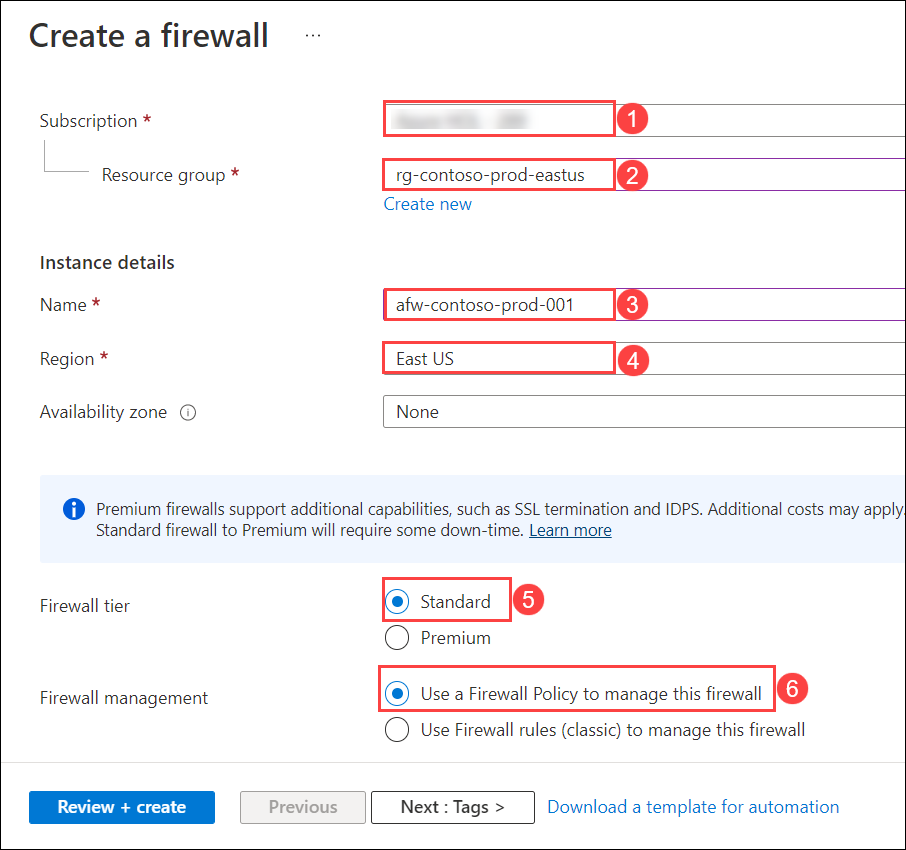 Create a firewall ...
Subscription *
1
Resource group * rg-contoso-prod-eastus 2
Create new
Instance details
Name * afw-contoso-prod-001 3
Region * East US 4
Availability zone i None
i Premium firewalls support additional capabilities, such as SSL termination and IDPS. Additional costs may apply.
Standard firewall to Premium will require some down-time. Learn more
Firewall tier Standard 5
Premium
Firewall management Use a Firewall Policy to manage this firewall 6
Use Firewall rules (classic) to manage this firewall
Review + create Previous Next : Tags > Download a template for automation